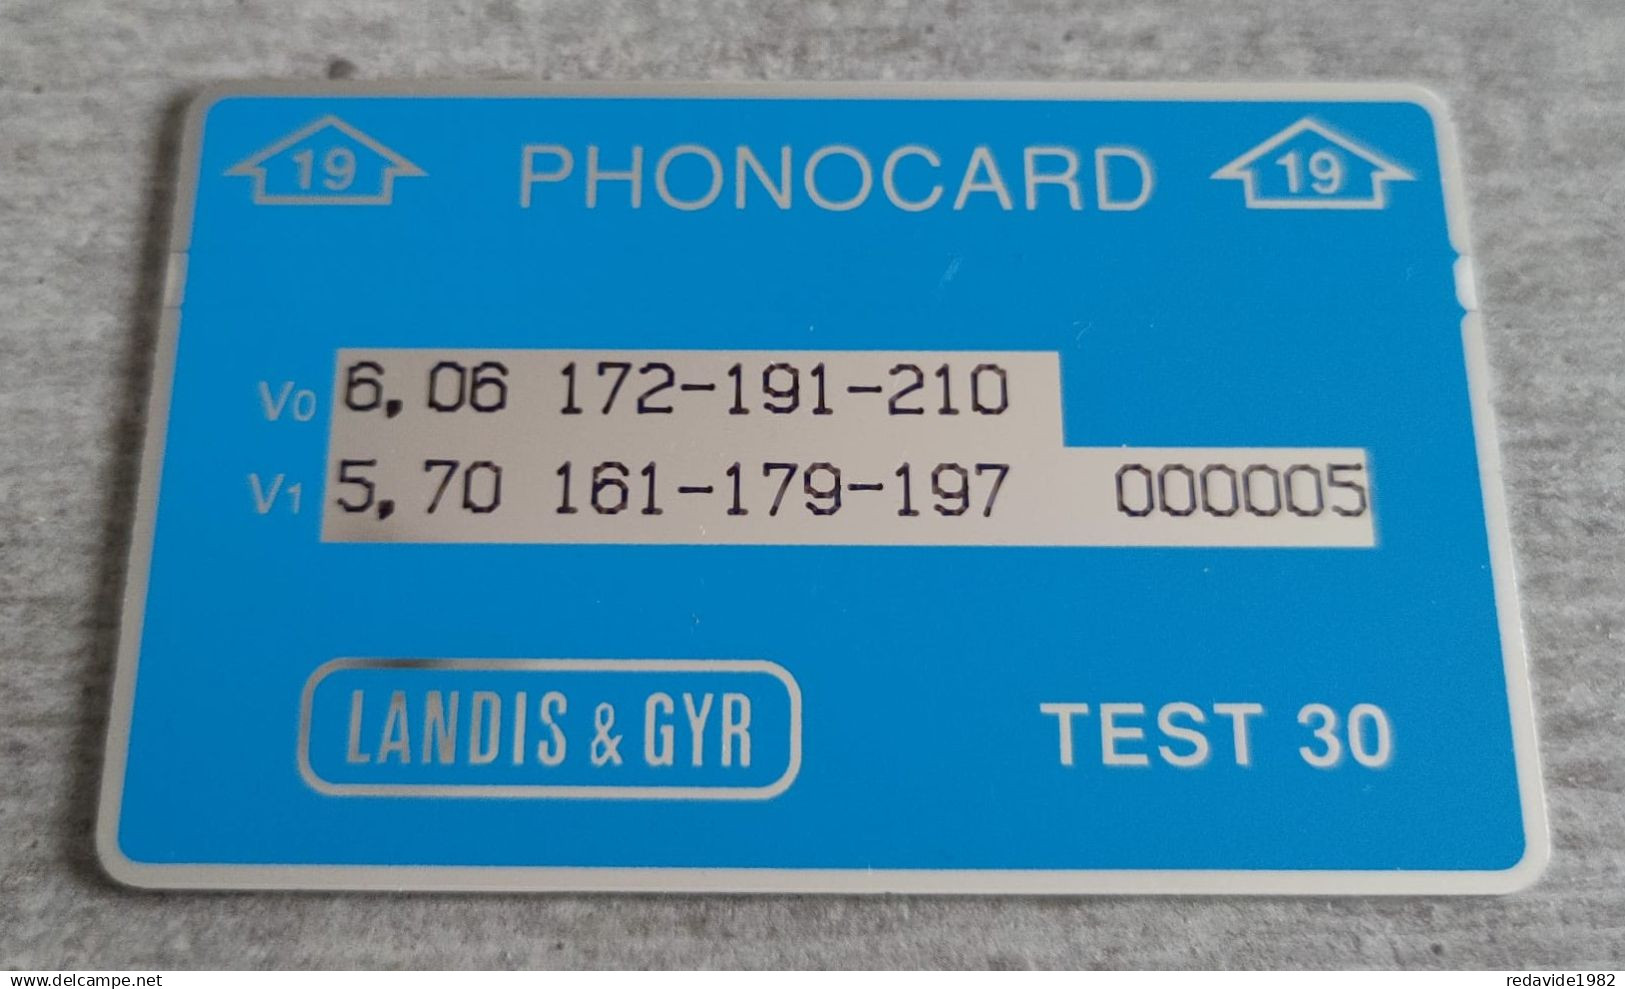 19 PHONOCARD 19
V0 6,06 172-191-210
V1 5,70 161-179-197 000005
LANDIS & GYR TEST 30
www.delcampe.net redavide1982